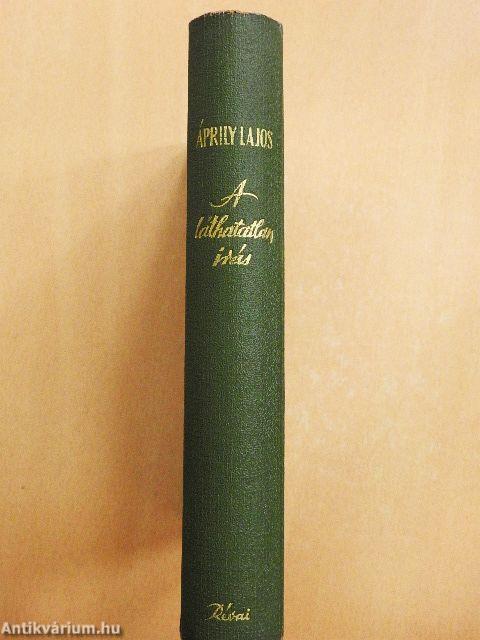 ÁPRILY LAJOS
A
láthatatlan
írás
Révai
Antikvárium.hu